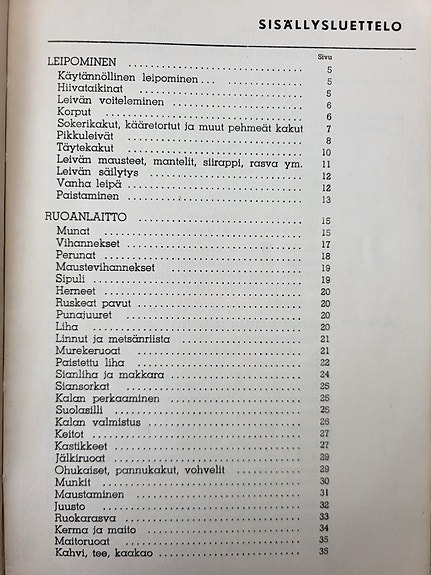 SISÄLLYSLUETTELO
Sivu
LEIPOMINEN ........................ 5
Käytännöllinen leipominen ... ............ 5
Hiivataikinat ........................ 5
Leivän voiteleminen ........................ 6
Korput ........................ 6
Sokerikakut, kääretortut ja muut pehmeät kakut 7
Pikkuleivät ........................ 8
Täytekakut ........................ 10
Leivän mausteet, mantelit, siirappi, rasva ym. 11
Leivän säilytys ........................ 12
Vanha leipä ........................ 12
Paistaminen ........................ 13
RUOANLAITTO ........................ 15
Munat ........................ 15
Vihannekset ........................ 17
Perunat ........................ 18
Maustevihannekset ........................ 19
Sipuli ........................ 19
Herneet ........................ 20
Ruskeat pavut ........................ 20
Punajuuret ........................ 20
Liha ........................ 20
Linnut ja metsänriista ........................ 21
Murekeruoat ........................ 21
Paistettu liha ........................ 22
Sianliha ja makkara ........................ 24
Siansorkat ........................ 25
Kalan perkaaminen ........................ 25
Suolasilli ........................ 25
Kalan valmistus ........................ 26
Keitot ........................ 27
Kastikkeet ........................ 27
Jälkiruoat ........................ 29
Ohukaiset, pannukakut, vohvelit ............ 29
Munkit ........................ 30
Maustaminen ........................ 31
Juusto ........................ 32
Ruokarasva ........................ 33
Kerma ja maito ........................ 34
Maitoruoat ........................ 35
Kahvi, tee, kaakao ........................ 35